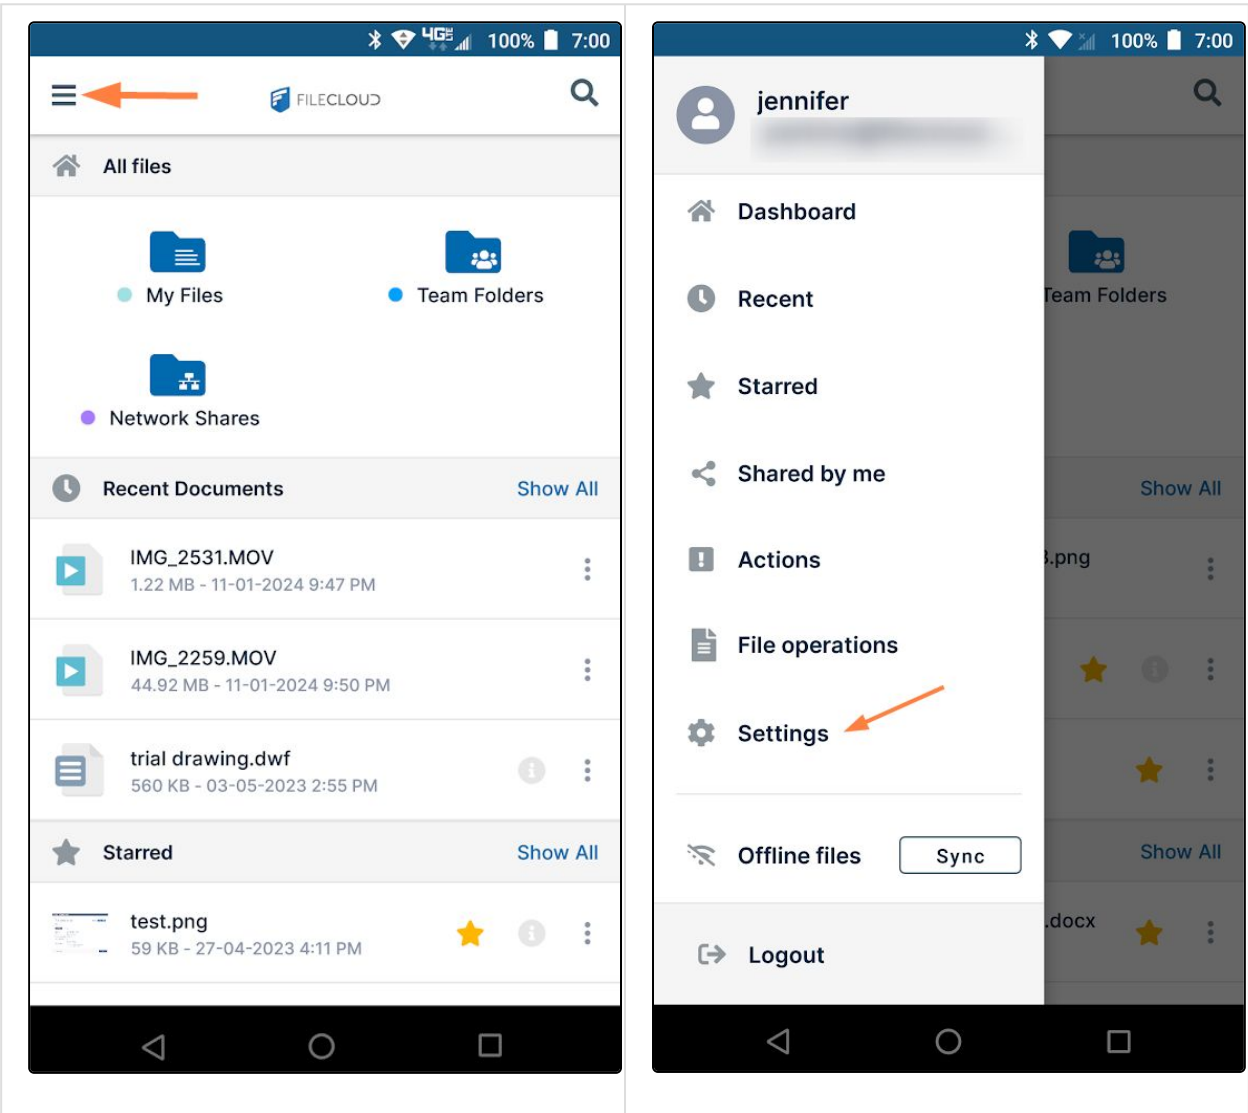 4G LTE 100% 7:00
FILECLOUD
All files
My Files
Team Folders
Network Shares
Recent Documents Show All
IMG_2531.MOV
1.22 MB - 11-01-2024 9:47 PM
IMG_2259.MOV
44.92 MB - 11-01-2024 9:50 PM
trial drawing.dwf
560 KB - 03-05-2023 2:55 PM
Starred Show All
test.png
59 KB - 27-04-2023 4:11 PM
100% 7:00
jennifer
Dashboard
Recent
Starred
Shared by me
Actions
File operations
Settings
Offline files Sync
Logout
Team Folders
Show All
.png
Show All
.docx